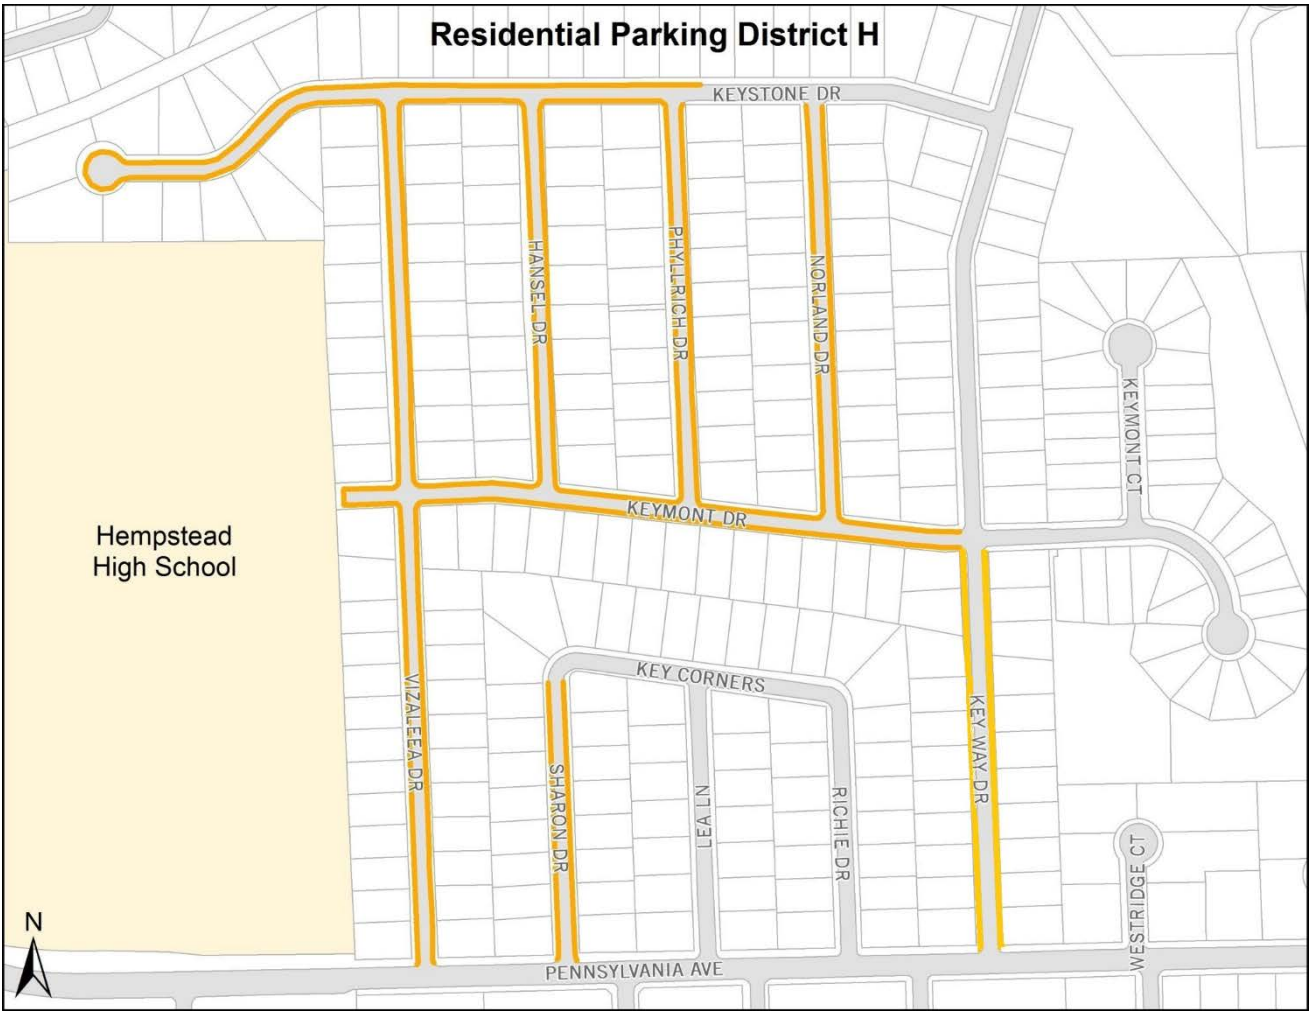 Residential Parking District H
KEYSTONE DR
HANSEL DR
PHYLLRICH DR
NORLAND DR
KEYMONT CT
KEYMONT DR
Hempstead
High School
KEY CORNERS
VIZALEEA DR
KEY WAY DR
SHARON DR
LEA LN
RICHIE DR
WESTRIDGE CT
N
PENNSYLVANIA AVE